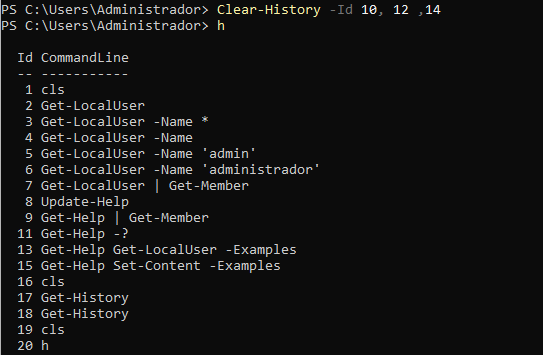 PS C:\Users\Administrador> Clear-History -Id 10, 12 ,14
PS C:\Users\Administrador> h
Id CommandLine
-- -----------
1 cls
2 Get-LocalUser
3 Get-LocalUser -Name *
4 Get-LocalUser -Name
5 Get-LocalUser -Name 'admin'
6 Get-LocalUser -Name 'administrador'
7 Get-LocalUser | Get-Member
8 Update-Help
9 Get-Help | Get-Member
11 Get-Help -?
13 Get-Help Get-LocalUser -Examples
15 Get-Help Set-Content -Examples
16 cls
17 Get-History
18 Get-History
19 cls
20 h